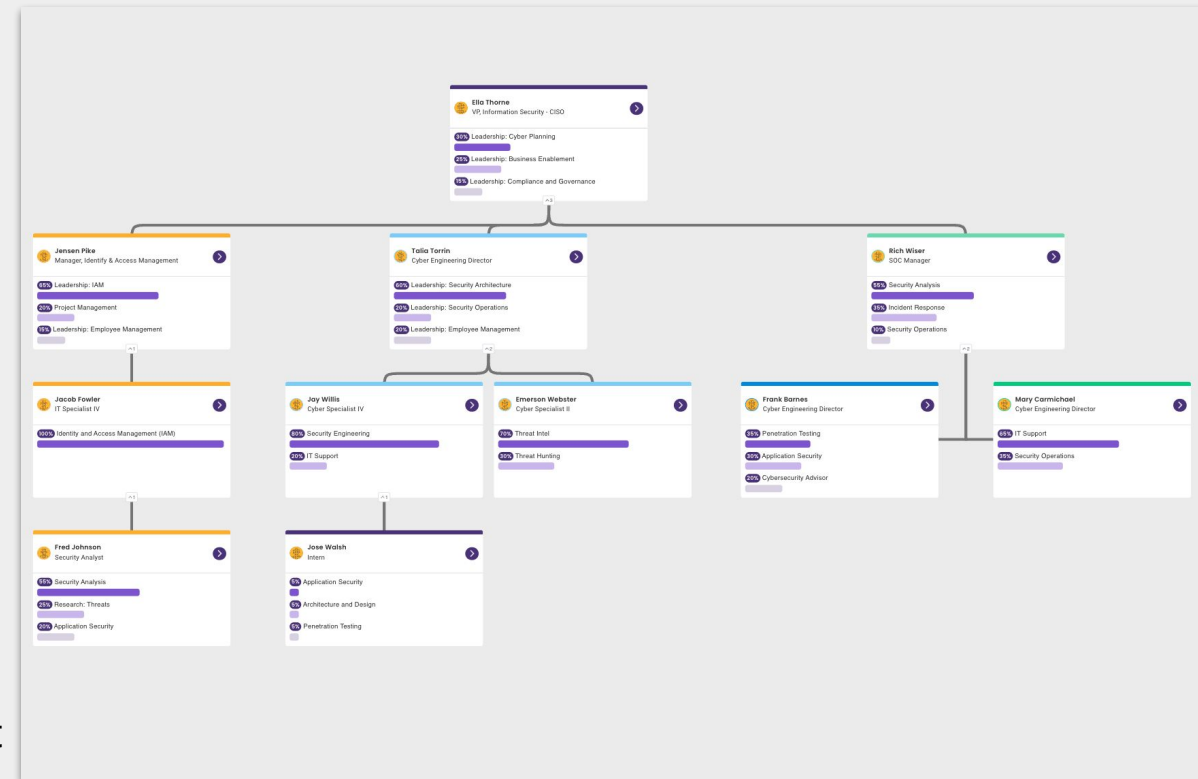 Ella Thorne
VP, Information Security - CISO
30% Leadership: Cyber Planning
25% Leadership: Business Enablement
15% Leadership: Compliance and Governance
3
Jensen Pike
Manager, Identify & Access Management
65% Leadership: IAM
20% Project Management
15% Leadership: Employee Management
1
Talia Torrin
Cyber Engineering Director
60% Leadership: Security Architecture
20% Leadership: Security Operations
20% Leadership: Employee Management
2
Rich Wiser
SOC Manager
55% Security Analysis
35% Incident Response
10% Security Operations
2
Jacob Fowler
IT Specialist IV
100% Identity and Access Management (IAM)
1
Jay Willis
Cyber Specialist IV
80% Security Engineering
20% IT Support
1
Emerson Webster
Cyber Specialist II
70% Threat Intel
30% Threat Hunting
Frank Barnes
Cyber Engineering Director
35% Penetration Testing
30% Application Security
20% Cybersecurity Advisor
Mary Carmichael
Cyber Engineering Director
65% IT Support
35% Security Operations
Fred Johnson
Security Analyst
55% Security Analysis
25% Research: Threats
20% Application Security
Jose Walsh
Intern
5% Application Security
5% Architecture and Design
5% Penetration Testing